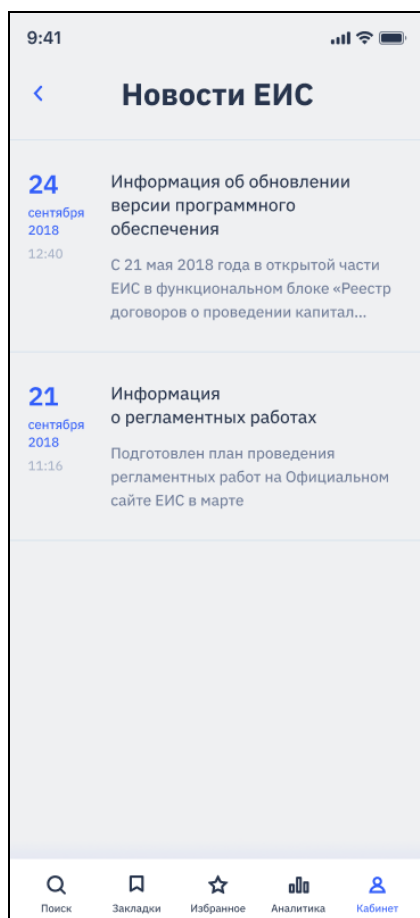 9:41
Новости ЕИС
24
сентября
2018
12:40
Информация об обновлении
версии программного
обеспечения
С 21 мая 2018 года в открытой части
ЕИС в функциональном блоке «Реестр
договоров о проведении капитал...
21
сентября
2018
11:16
Информация
о регламентных работах
Подготовлен план проведения
регламентных работ на Официальном
сайте ЕИС в марте
Поиск
Закладки
Избранное
Аналитика
Кабинет